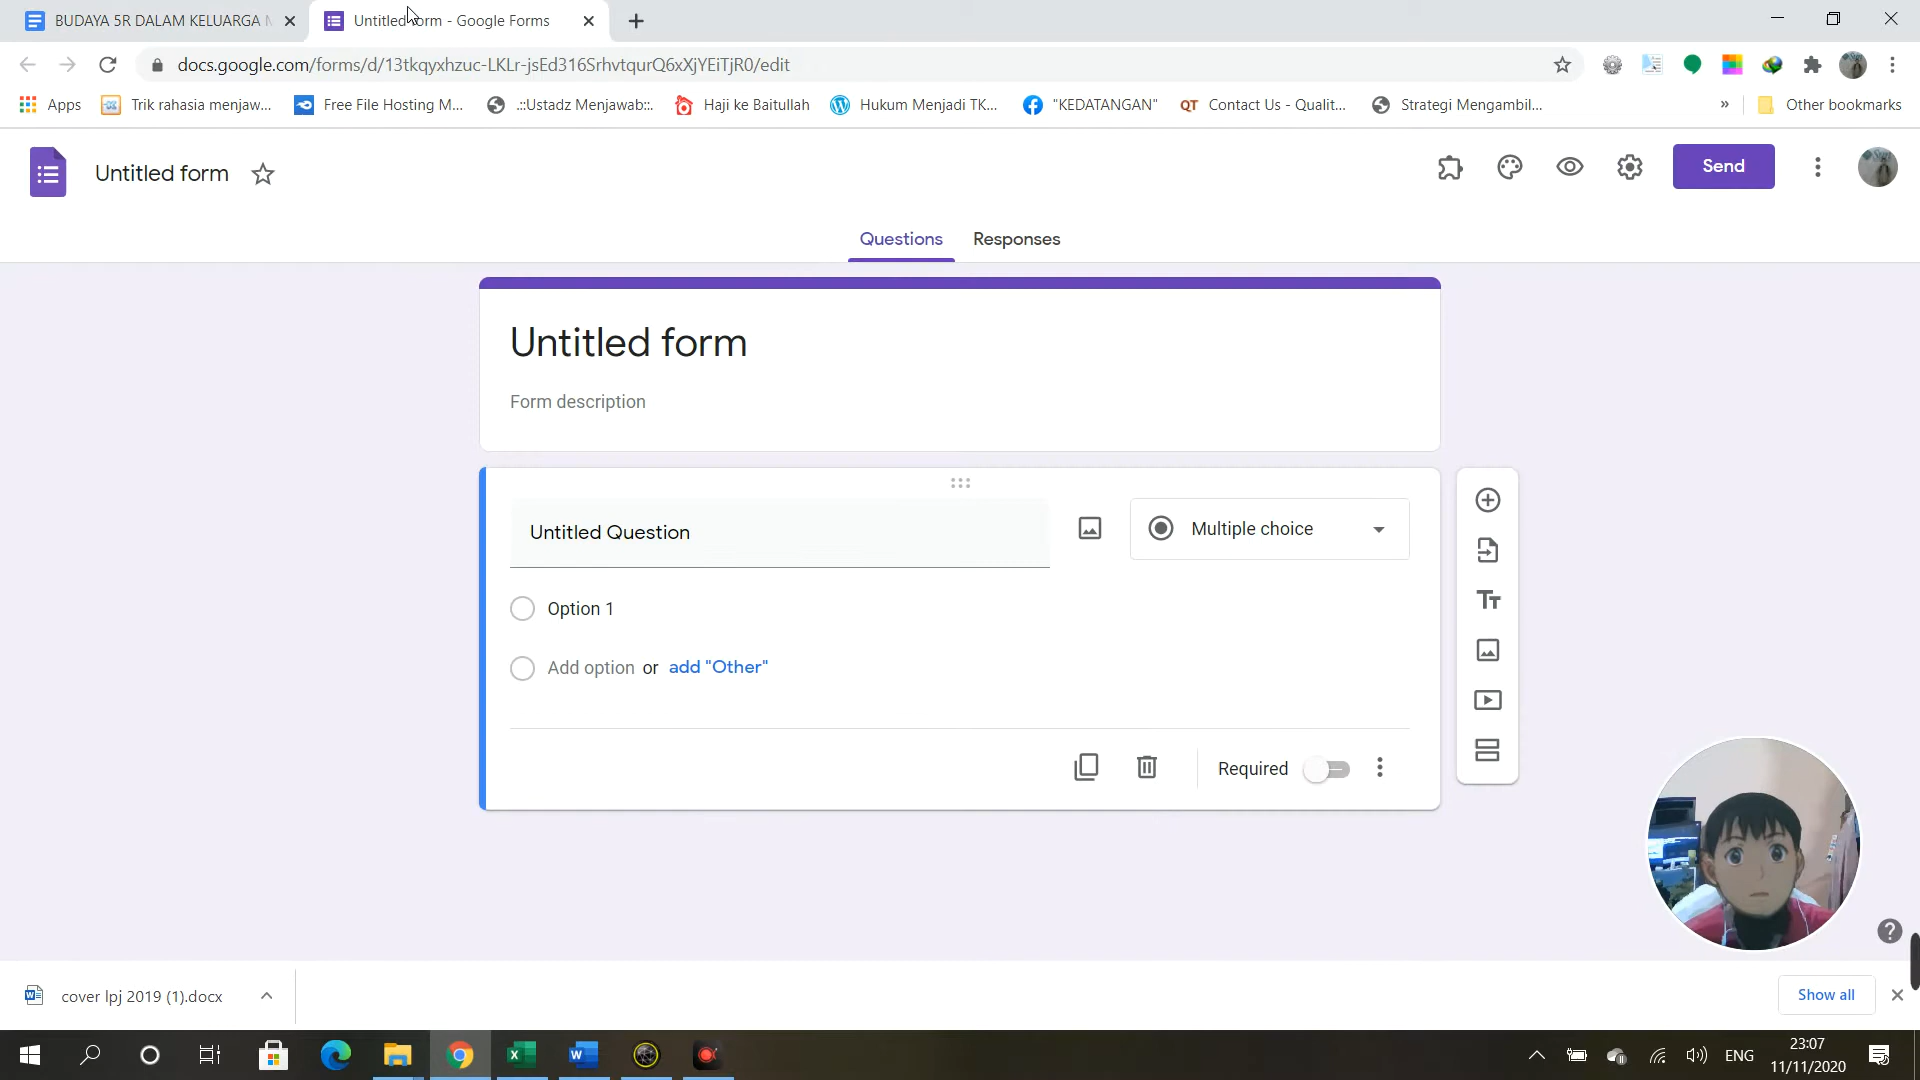 BUDAYA 5R DALAM KELUARGA
Untitled form - Google Forms
docs.google.com/forms/d/13tkqyxhzuc-LKLr-jsEd316SrhvtqurQ6xXjYEiTjR0/edit
Apps
Trik rahasia menjaw...
Free File Hosting M...
.::Ustadz Menjawab::.
Haji ke Baitullah
Hukum Menjadi TK...
"KEDATANGAN"
QT Contact Us - Qualit...
Strategi Mengambil...
»
Other bookmarks
Untitled form
Send
Questions
Responses
Untitled form
Form description
Untitled Question
Multiple choice
Option 1
Add option or add "Other"
Required
cover lpj 2019 (1).docx
Show all
ENG
23:07
11/11/2020